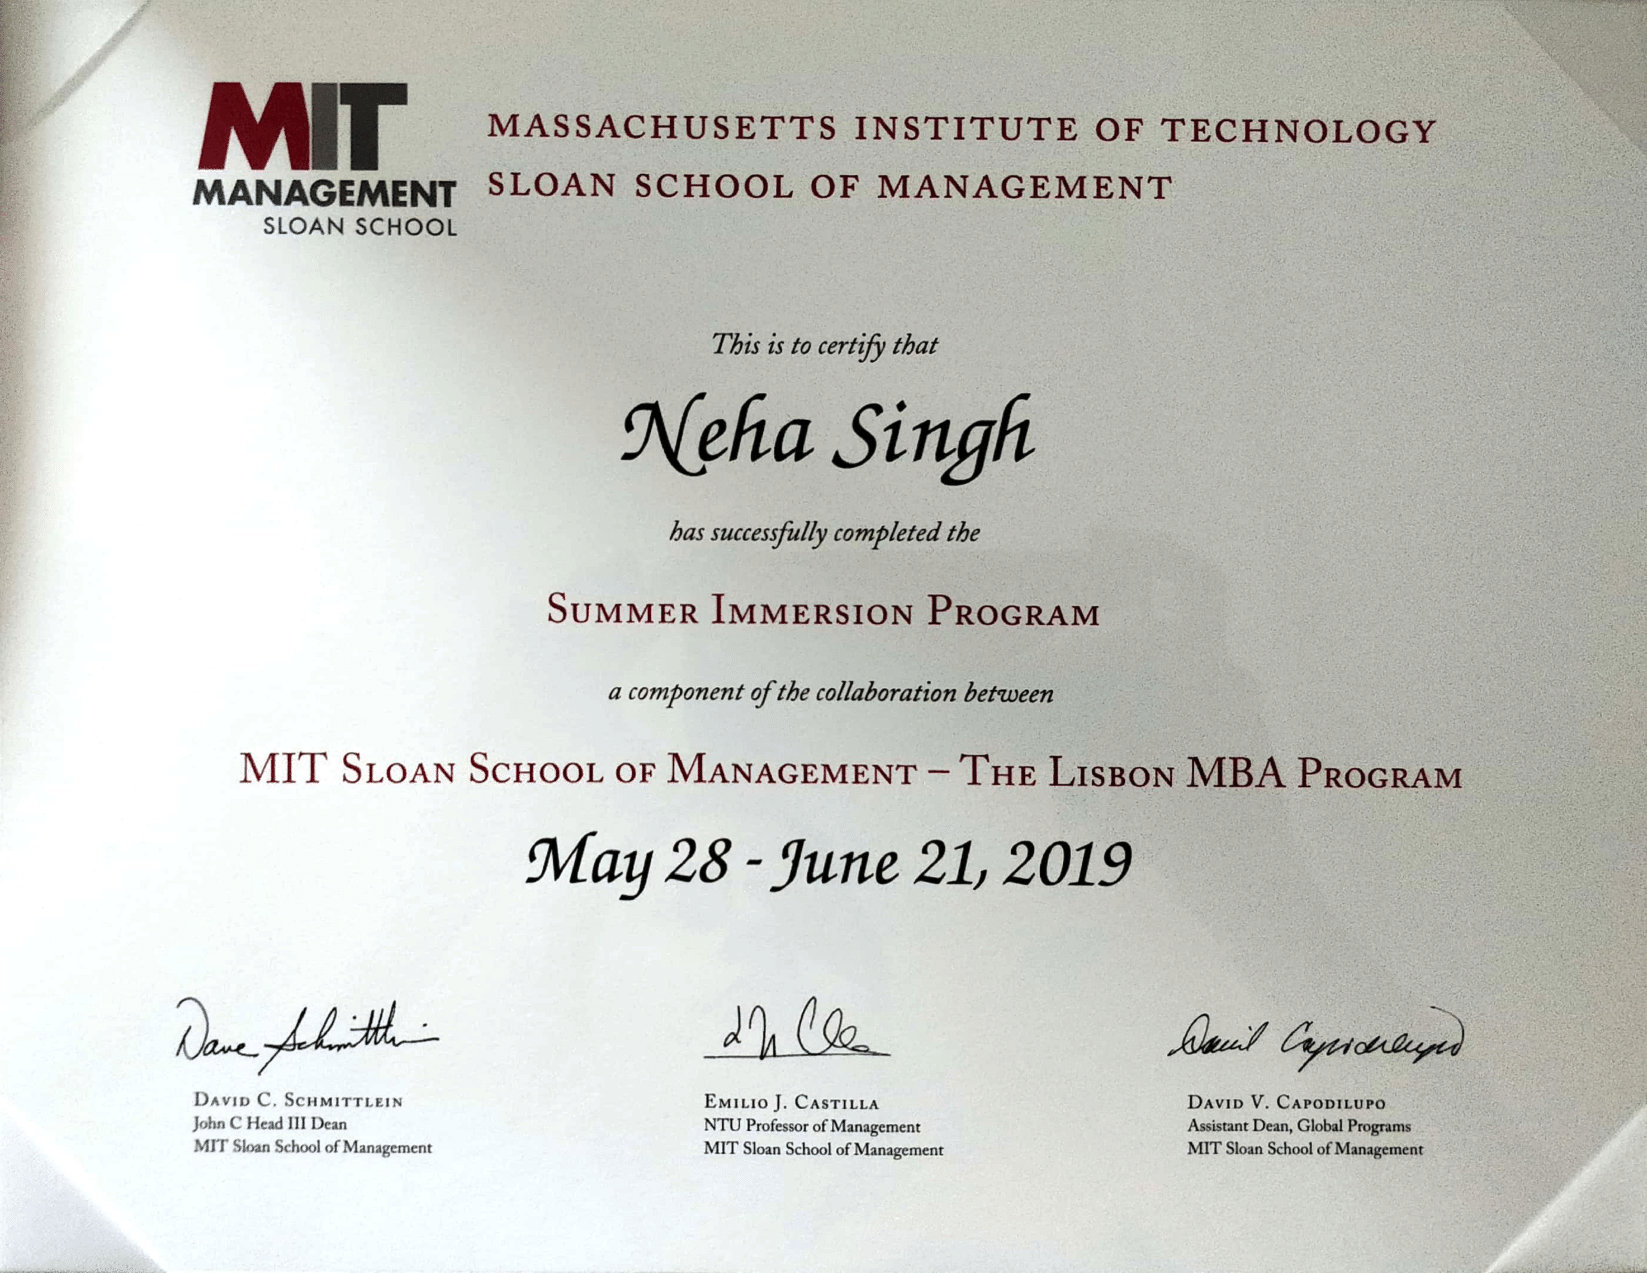 MIT
MANAGEMENT
SLOAN SCHOOL
MASSACHUSETTS INSTITUTE OF TECHNOLOGY
SLOAN SCHOOL OF MANAGEMENT
This is to certify that
Neha Singh
has successfully completed the
SUMMER IMMERSION PROGRAM
a component of the collaboration between
MIT SLOAN SCHOOL OF MANAGEMENT – THE LISBON MBA PROGRAM
May 28 - June 21, 2019
Dave Schmittlein
David Capodilupo
DAVID C. SCHMITTLEIN
John C Head III Dean
MIT Sloan School of Management
EMILIO J. CASTILLA
NTU Professor of Management
MIT Sloan School of Management
DAVID V. CAPODILUPO
Assistant Dean, Global Programs
MIT Sloan School of Management